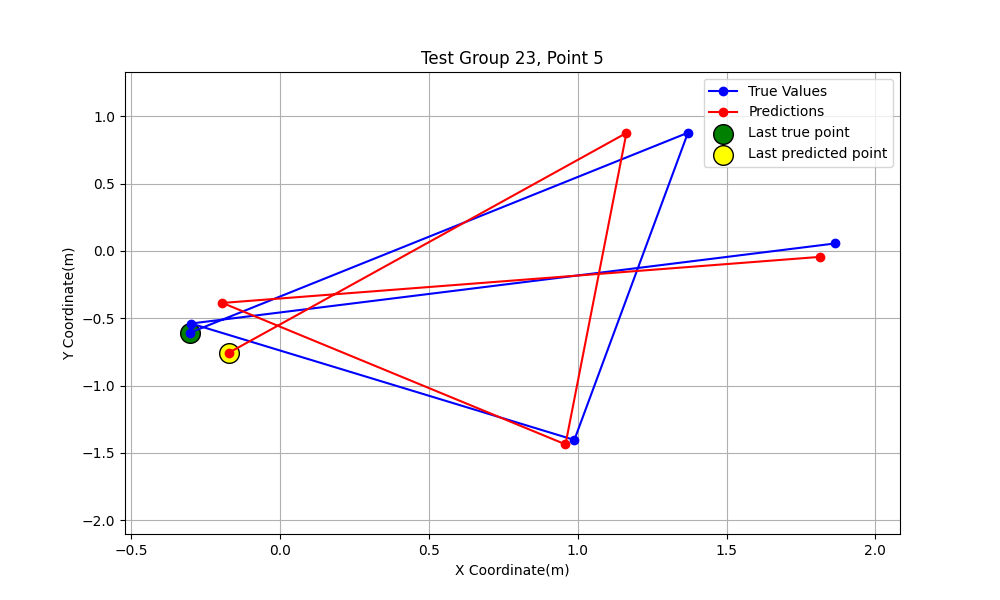 Test Group 23, Point 5
True Values
Predictions
Last true point
Last predicted point
1.0
0.5
0.0
−0.5
−1.0
−1.5
−2.0
Y Coordinate(m)
−0.5
0.0
0.5
1.0
1.5
2.0
X Coordinate(m)